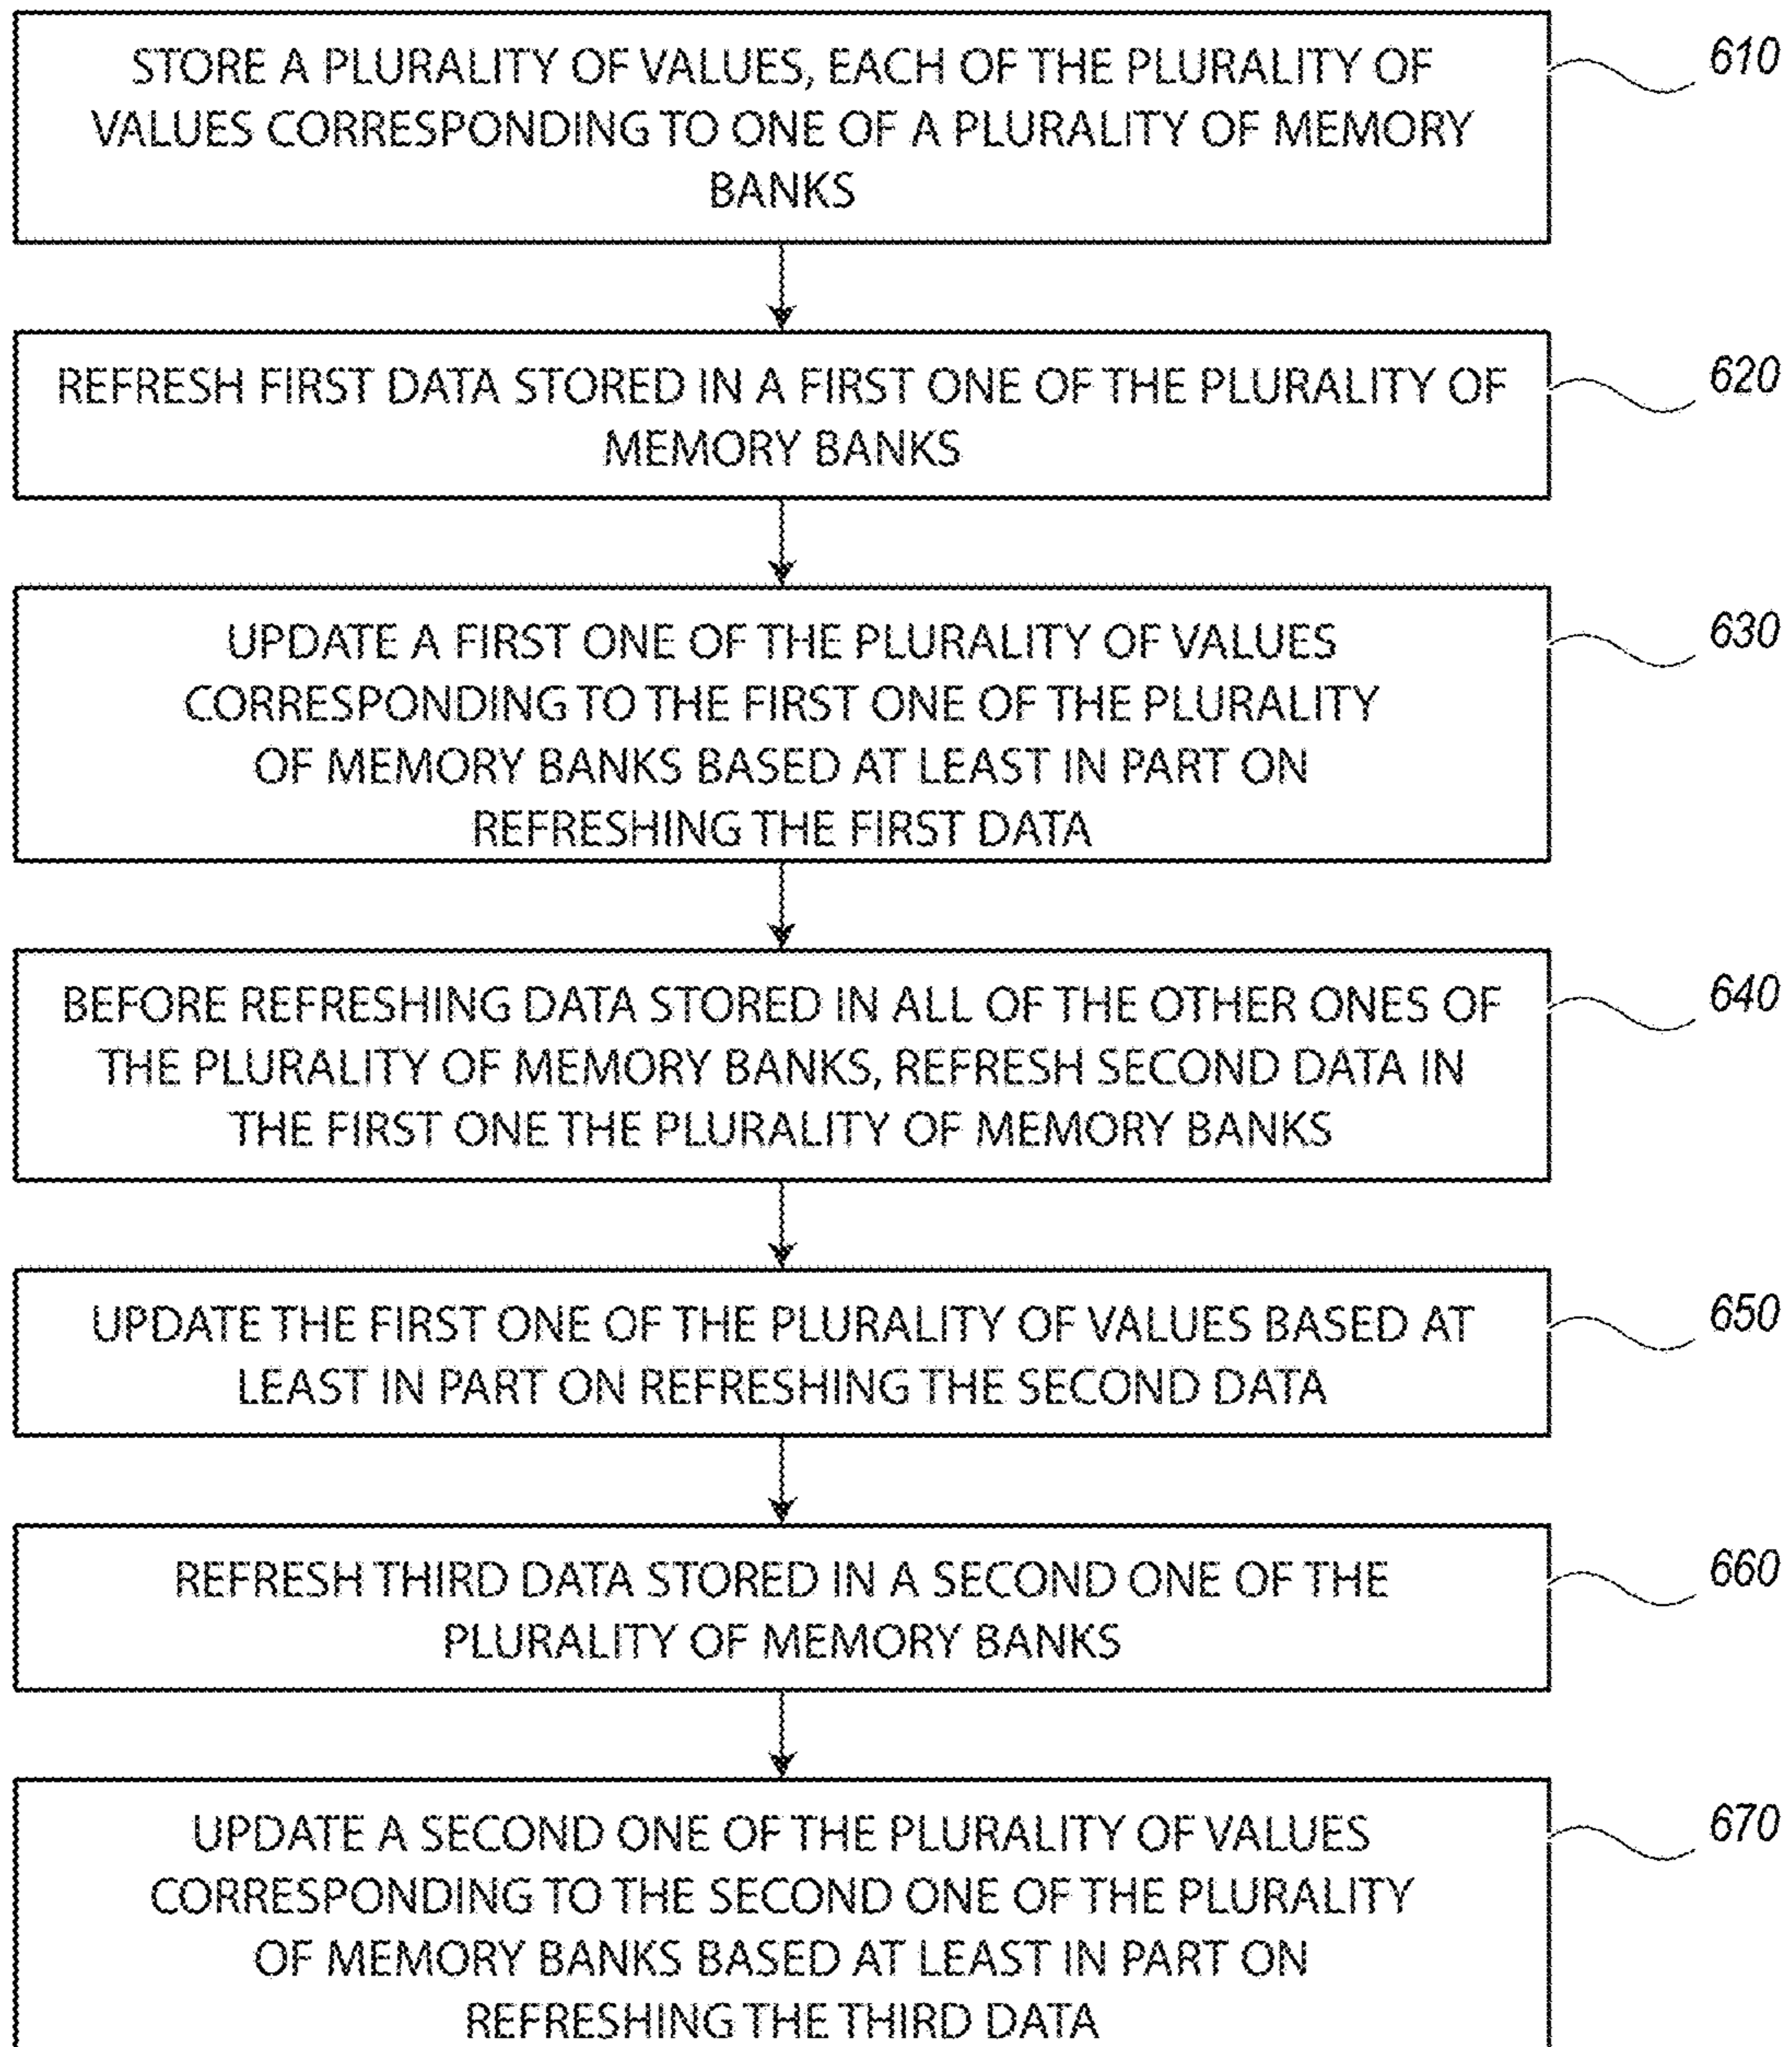 STORE A PLURALITY OF VALUES, EACH OF THE PLURALITY OF
VALUES CORRESPONDING TO ONE OF A PLURALITY OF MEMORY
BANKS
610
REFRESH FIRST DATA STORED IN A FIRST ONE OF THE PLURALITY OF
MEMORY BANKS
620
UPDATE A FIRST ONE OF THE PLURALITY OF VALUES
CORRESPONDING TO THE FIRST ONE OF THE PLURALITY
OF MEMORY BANKS BASED AT LEAST IN PART ON
REFRESHING THE FIRST DATA
630
BEFORE REFRESHING DATA STORED IN ALL OF THE OTHER ONES OF
THE PLURALITY OF MEMORY BANKS, REFRESH SECOND DATA IN
THE FIRST ONE THE PLURALITY OF MEMORY BANKS
640
UPDATE THE FIRST ONE OF THE PLURALITY OF VALUES BASED AT
LEAST IN PART ON REFRESHING THE SECOND DATA
650
REFRESH THIRD DATA STORED IN A SECOND ONE OF THE
PLURALITY OF MEMORY BANKS
660
UPDATE A SECOND ONE OF THE PLURALITY OF VALUES
CORRESPONDING TO THE SECOND ONE OF THE PLURALITY
OF MEMORY BANKS BASED AT LEAST IN PART ON
REFRESHING THE THIRD DATA
670